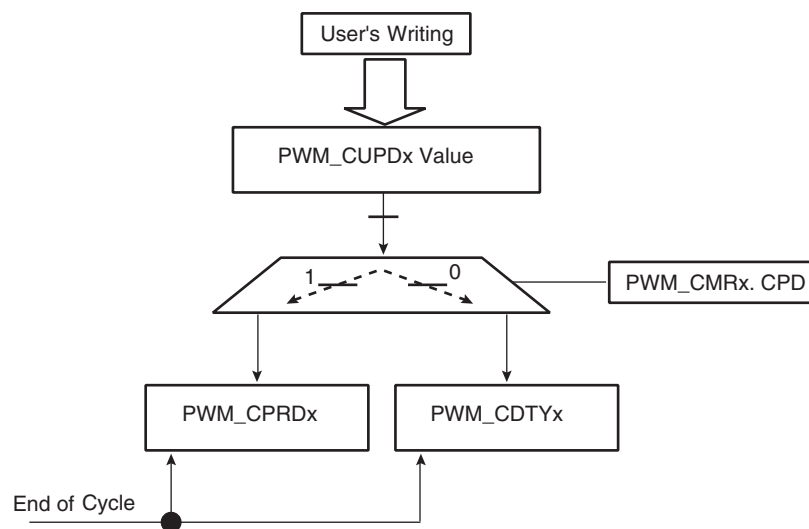 User's Writing
PWM_CUPDx Value
1
0
PWM_CMRx. CPD
PWM_CPRDx
PWM_CDTYx
End of Cycle